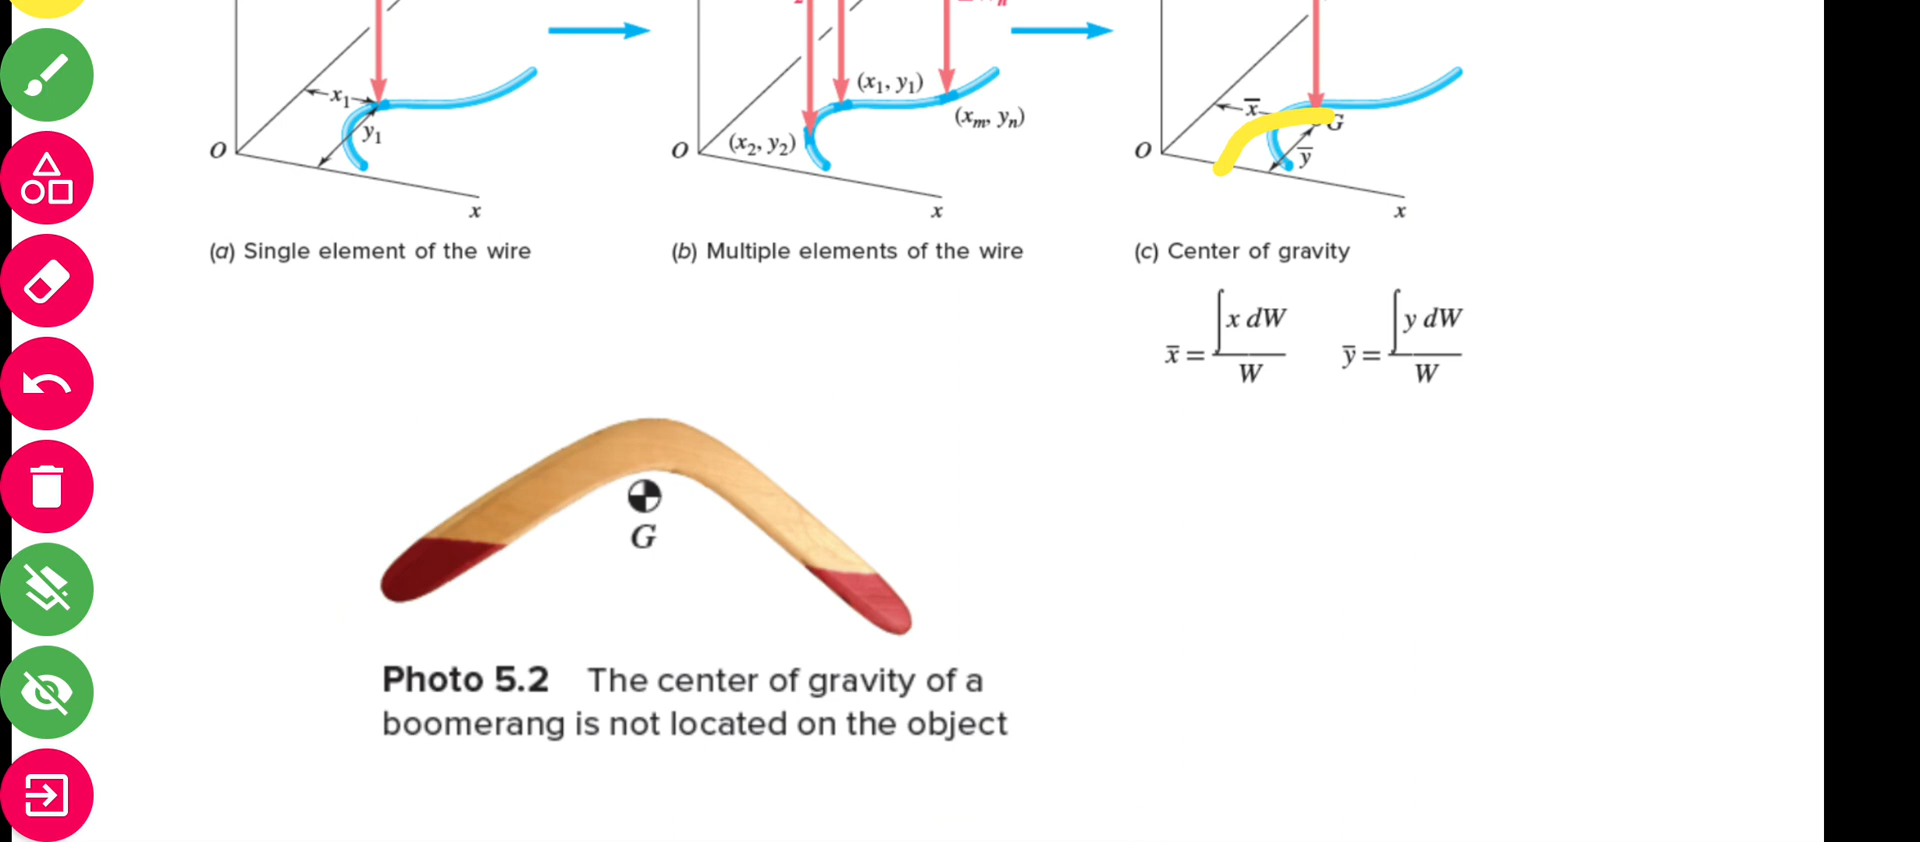 x₁
y₁
O
x
(x₁, y₁)
(xₘ, yₙ)
(x₂, y₂)
O
x
x̅
G
y̅
O
x
(a) Single element of the wire
(b) Multiple elements of the wire
(c) Center of gravity
x̅ = ∫x dW / W
y̅ = ∫y dW / W
G
Photo 5.2 The center of gravity of a
boomerang is not located on the object